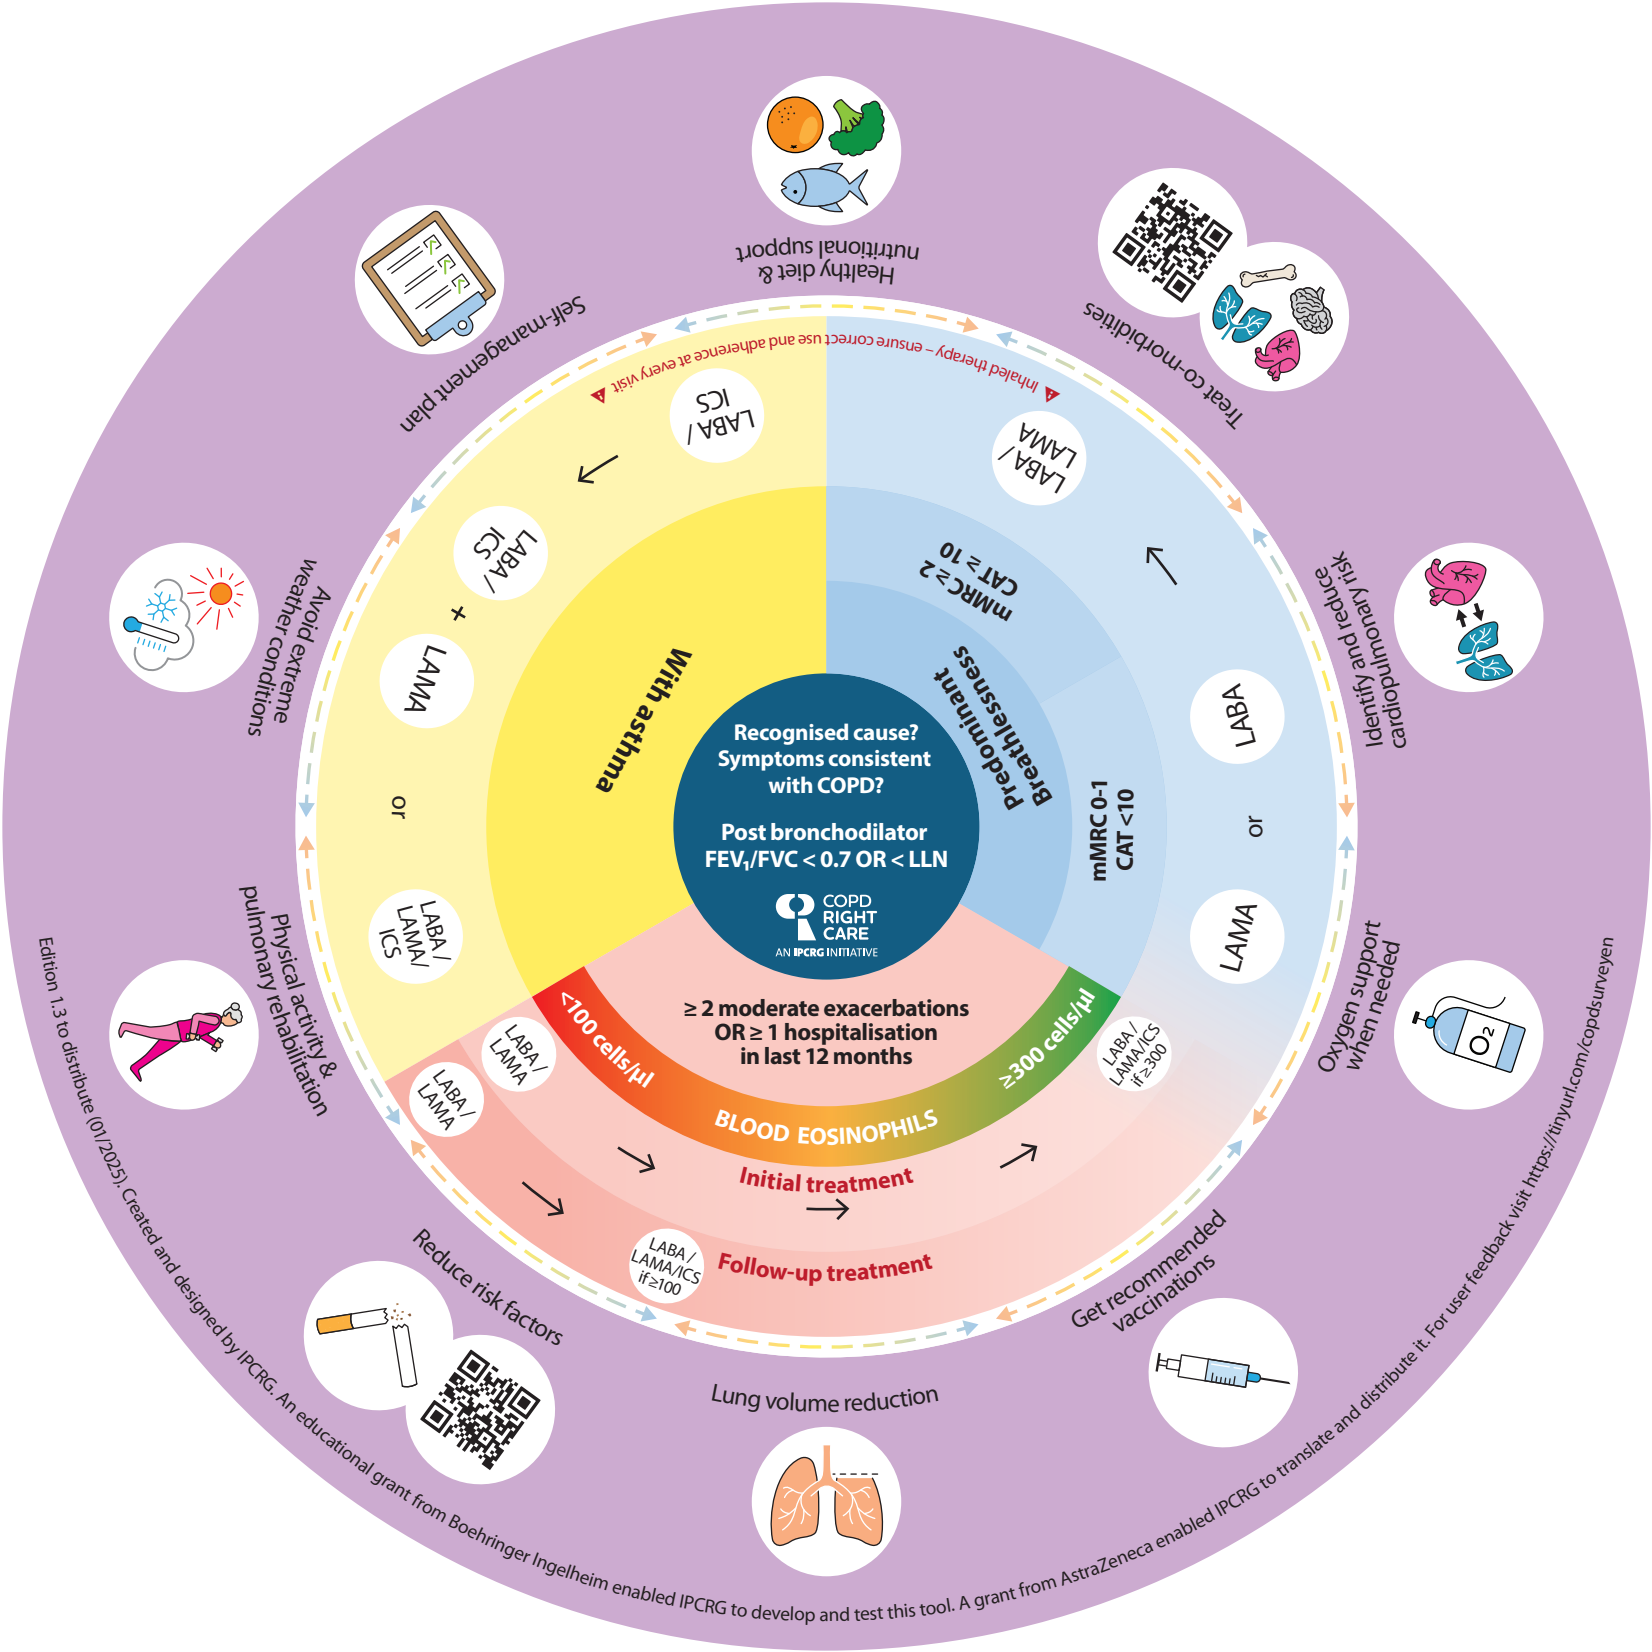 Healthy diet &
nutritional support
Treat co-morbidities
Identify and reduce
cardiopulmonary risk
Oxygen support
when needed
O₂
Get recommended
vaccinations
Lung volume reduction
Reduce risk factors
Physical activity &
pulmonary rehabilitation
Avoid extreme
weather conditions
Self-management plan
Inhaled therapy – ensure correct use and adherence at every visit
With asthma
LABA /
ICS
LABA /
ICS
+
LAMA
or
LABA /
LAMA/
ICS
Predominant
Breathlessness
mMRC ≥ 2
CAT ≥ 10
LABA /
LAMA
mMRC 0-1
CAT <10
LABA
or
LAMA
Recognised cause?
Symptoms consistent
with COPD?
Post bronchodilator
FEV₁/FVC < 0.7 OR < LLN
COPD
RIGHT
CARE
AN IPCRG INITIATIVE
≥ 2 moderate exacerbations
OR ≥ 1 hospitalisation
in last 12 months
<100 cells/µl
BLOOD EOSINOPHILS
≥300 cells/µl
Initial treatment
LABA /
LAMA
LABA /
LAMA/ICS
if ≥300
Follow-up treatment
LABA /
LAMA
LABA /
LAMA/ICS
if ≥100
Edition 1.3 to distribute (01/2025). Created and designed by IPCRG. An educational grant from Boehringer Ingelheim enabled IPCRG to develop and test this tool. A grant from AstraZeneca enabled IPCRG to translate and distribute it. For user feedback visit https://tinyurl.com/copdsurveyen